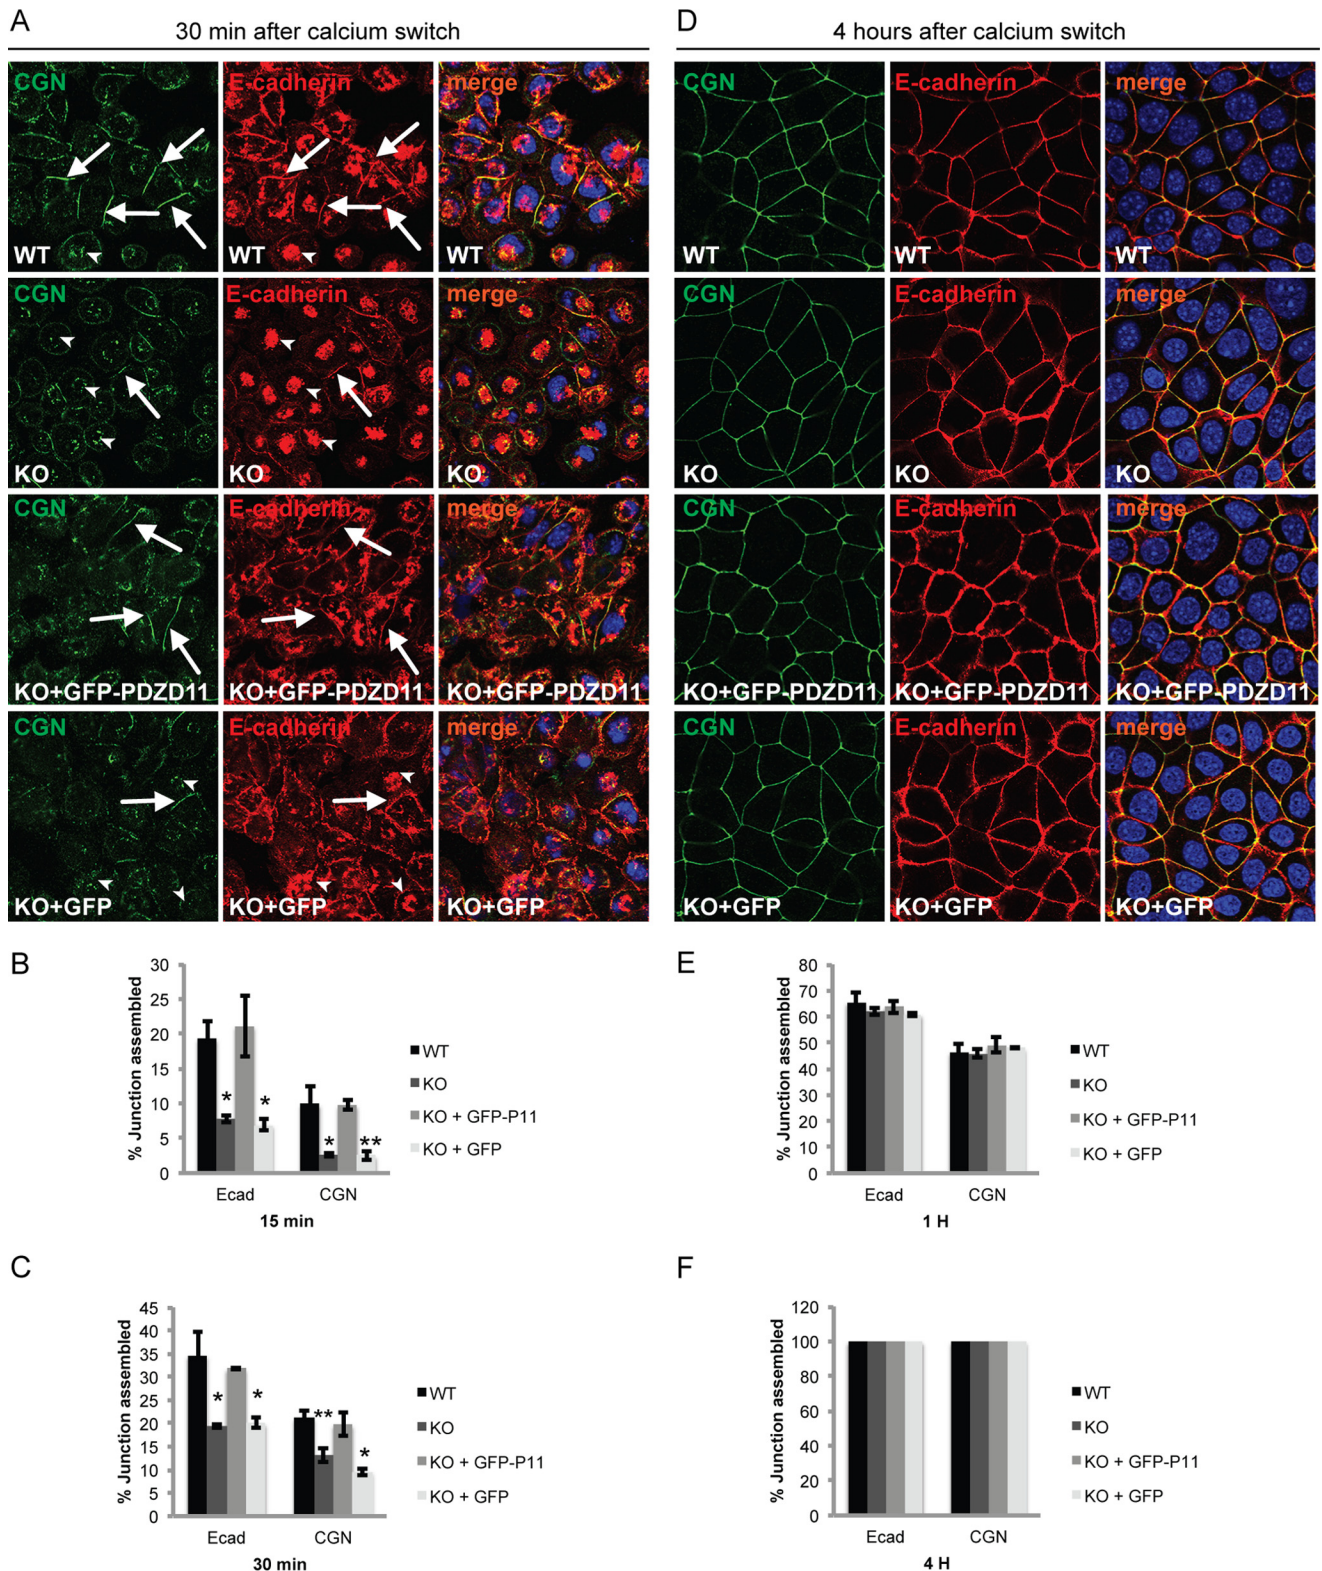 A
30 min after calcium switch
CGN E-cadherin merge
WT WT
CGN E-cadherin merge
KO KO KO
CGN E-cadherin merge
KO+GFP-PDZD11 KO+GFP-PDZD11 KO+GFP-PDZD11
CGN E-cadherin merge
KO+GFP KO+GFP KO+GFP
D
4 hours after calcium switch
CGN E-cadherin merge
WT WT WT
CGN E-cadherin merge
KO KO KO
CGN E-cadherin merge
KO+GFP-PDZD11 KO+GFP-PDZD11 KO+GFP-PDZD11
CGN E-cadherin merge
KO+GFP KO+GFP KO+GFP
B
% Junction assembled
30
25
20
15
10
5
0
* * * **
Ecad CGN
15 min
WT
KO
KO + GFP-P11
KO + GFP
E
% Junction assembled
80
70
60
50
40
30
20
10
0
Ecad CGN
1 H
WT
KO
KO + GFP-P11
KO + GFP
C
% Junction assembled
45
40
35
30
25
20
15
10
5
0
* * ** *
Ecad CGN
30 min
WT
KO
KO + GFP-P11
KO + GFP
F
% Junction assembled
120
100
80
60
40
20
0
Ecad CGN
4 H
WT
KO
KO + GFP-P11
KO + GFP